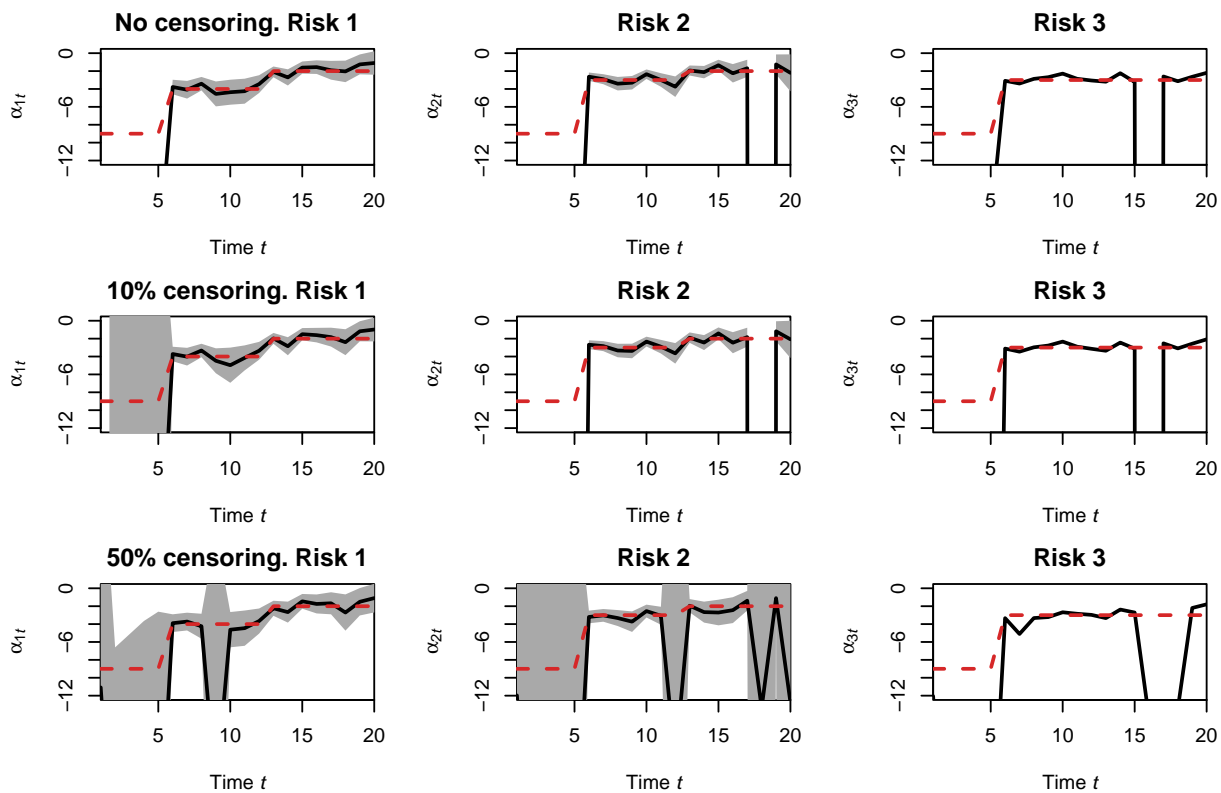 No censoring. Risk 1
Risk 2
Risk 3
0
−6
−12
α1t
5 10 15 20
Time t
0
−6
−12
α2t
5 10 15 20
Time t
0
−6
−12
α3t
5 10 15 20
Time t
10% censoring. Risk 1
Risk 2
Risk 3
0
−6
−12
α1t
5 10 15 20
Time t
0
−6
−12
α2t
5 10 15 20
Time t
0
−6
−12
α3t
5 10 15 20
Time t
50% censoring. Risk 1
Risk 2
Risk 3
0
−6
−12
α1t
5 10 15 20
Time t
0
−6
−12
α2t
5 10 15 20
Time t
0
−6
−12
α3t
5 10 15 20
Time t